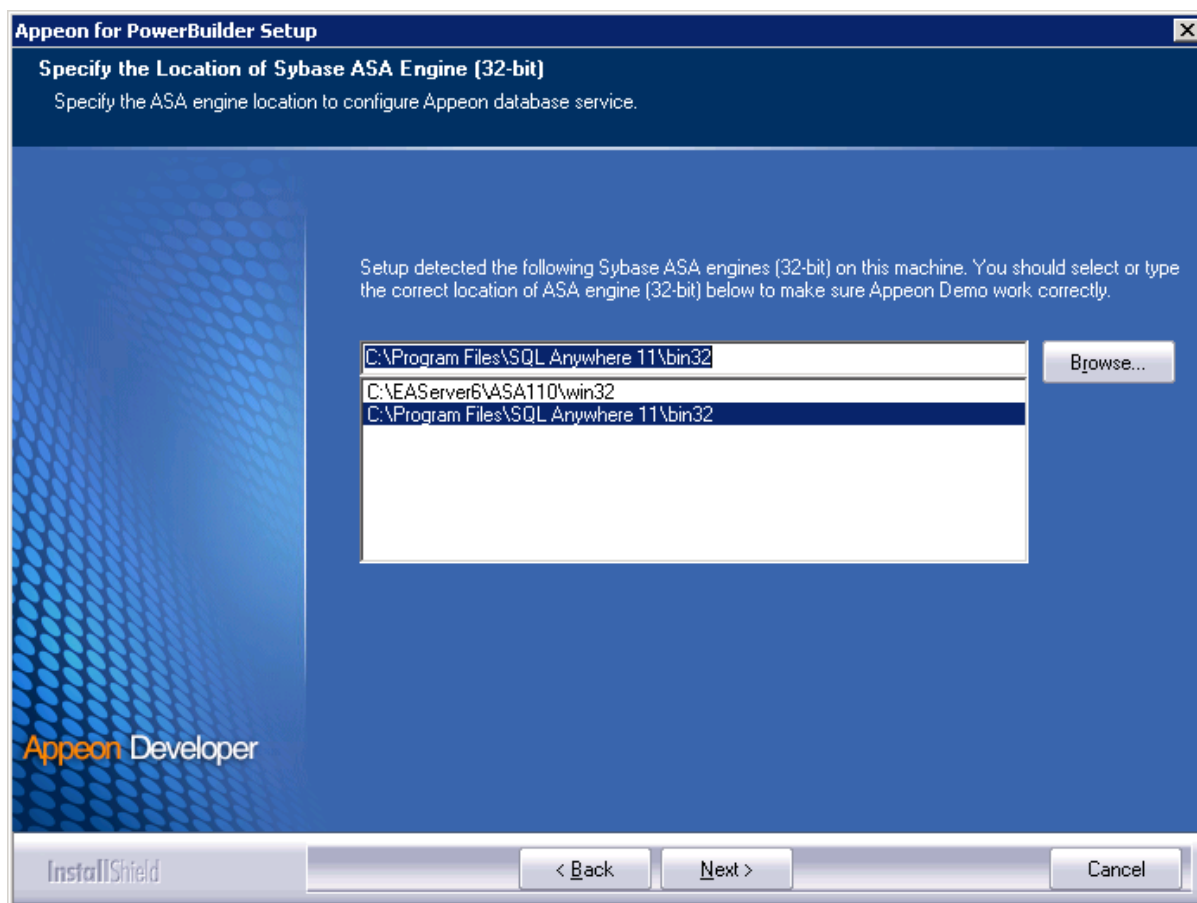 Appeon for PowerBuilder Setup
Specify the Location of Sybase ASA Engine (32-bit)
Specify the ASA engine location to configure Appeon database service.
Setup detected the following Sybase ASA engines (32-bit) on this machine. You should select or type
the correct location of ASA engine (32-bit) below to make sure Appeon Demo work correctly.
C:\Program Files\SQL Anywhere 11\bin32
Browse...
C:\EAServer6\ASA110\win32
C:\Program Files\SQL Anywhere 11\bin32
Appeon Developer
InstallShield
< Back
Next >
Cancel